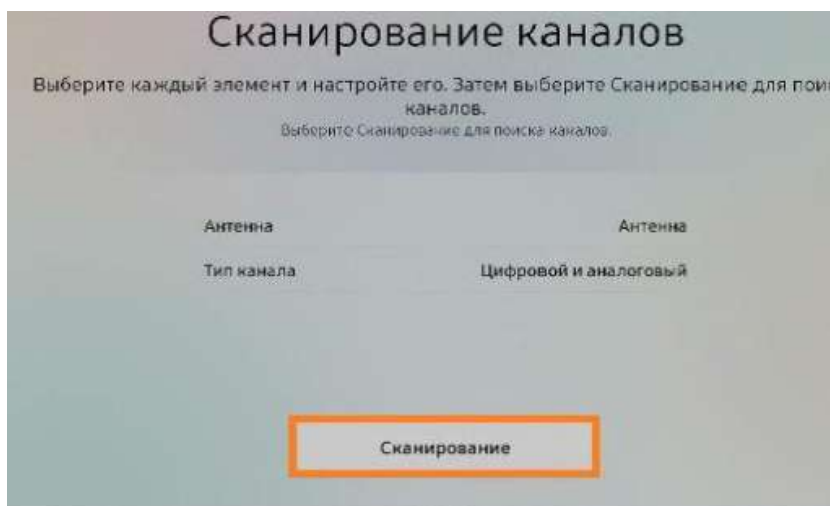 Сканирование каналов
Выберите каждый элемент и настройте его. Затем выберите Сканирование для
каналов.
Выберите Сканирование для поиска каналов.
Антенна Антенна
Тип канала Цифровой и аналоговый
Сканирование